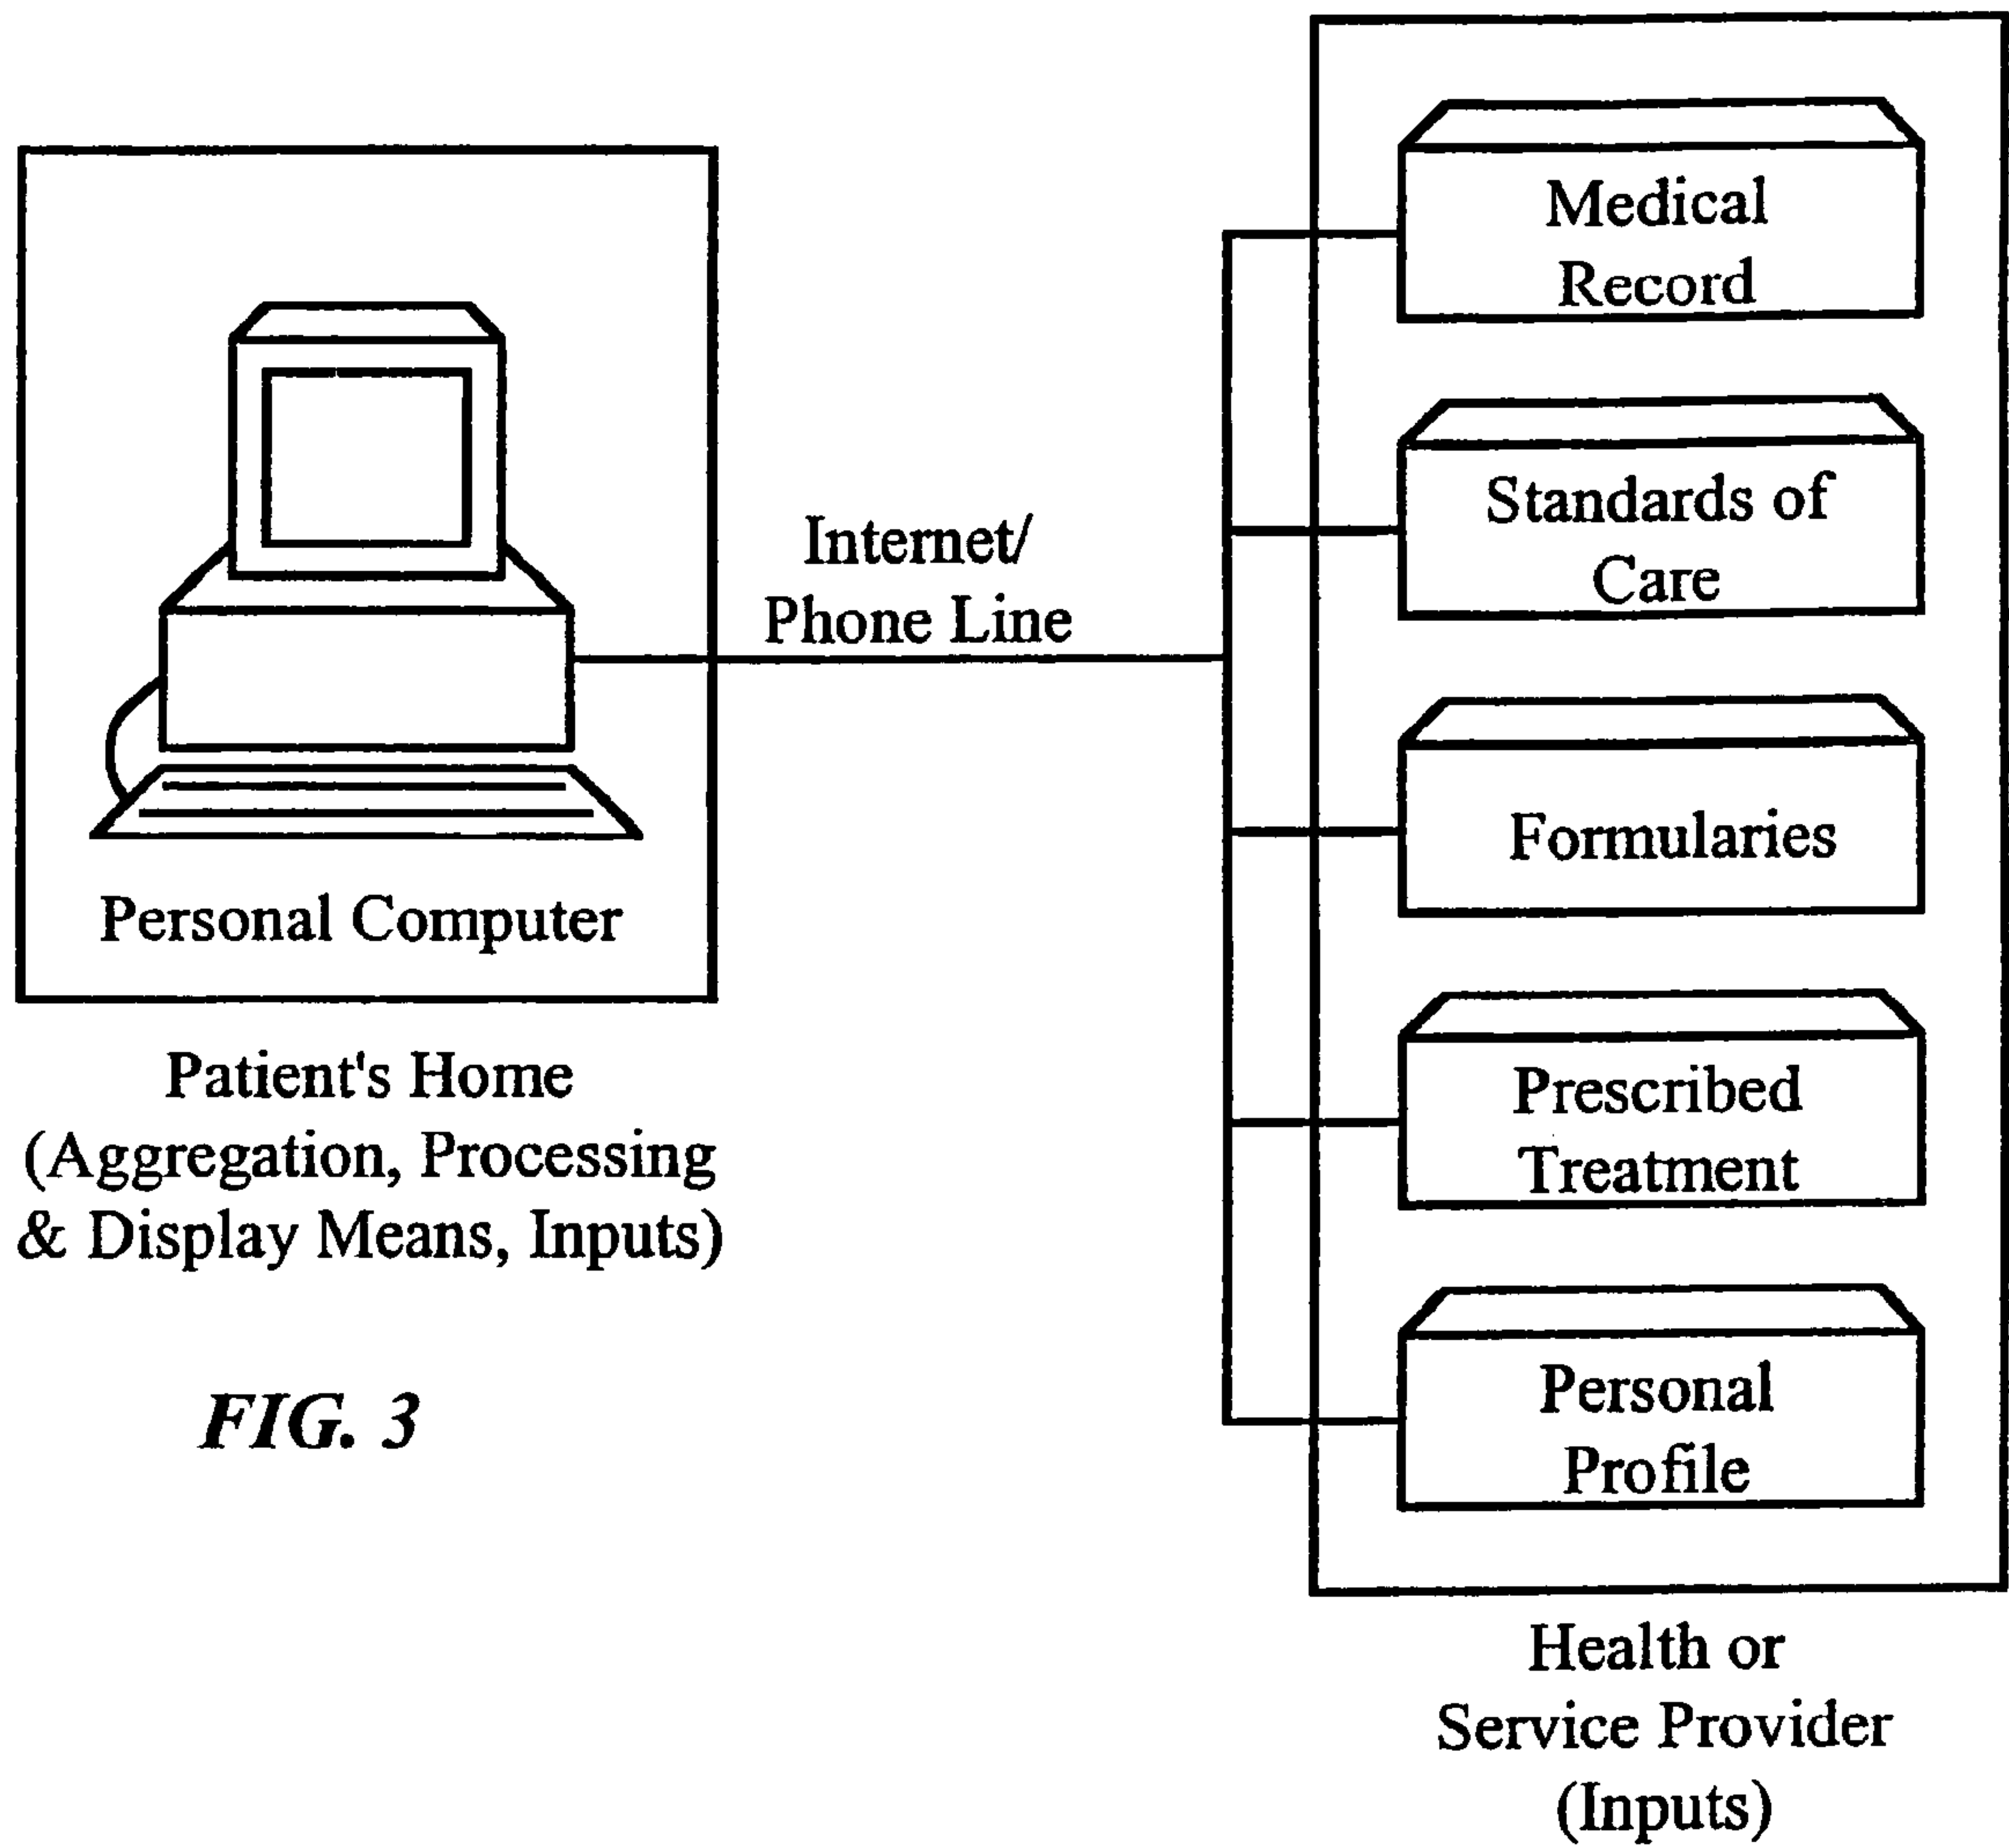 Personal Computer
Patient's Home
(Aggregation, Processing
& Display Means, Inputs)
FIG. 3
Internet/
Phone Line
Medical
Record
Standards of
Care
Formularies
Prescribed
Treatment
Personal
Profile
Health or
Service Provider
(Inputs)